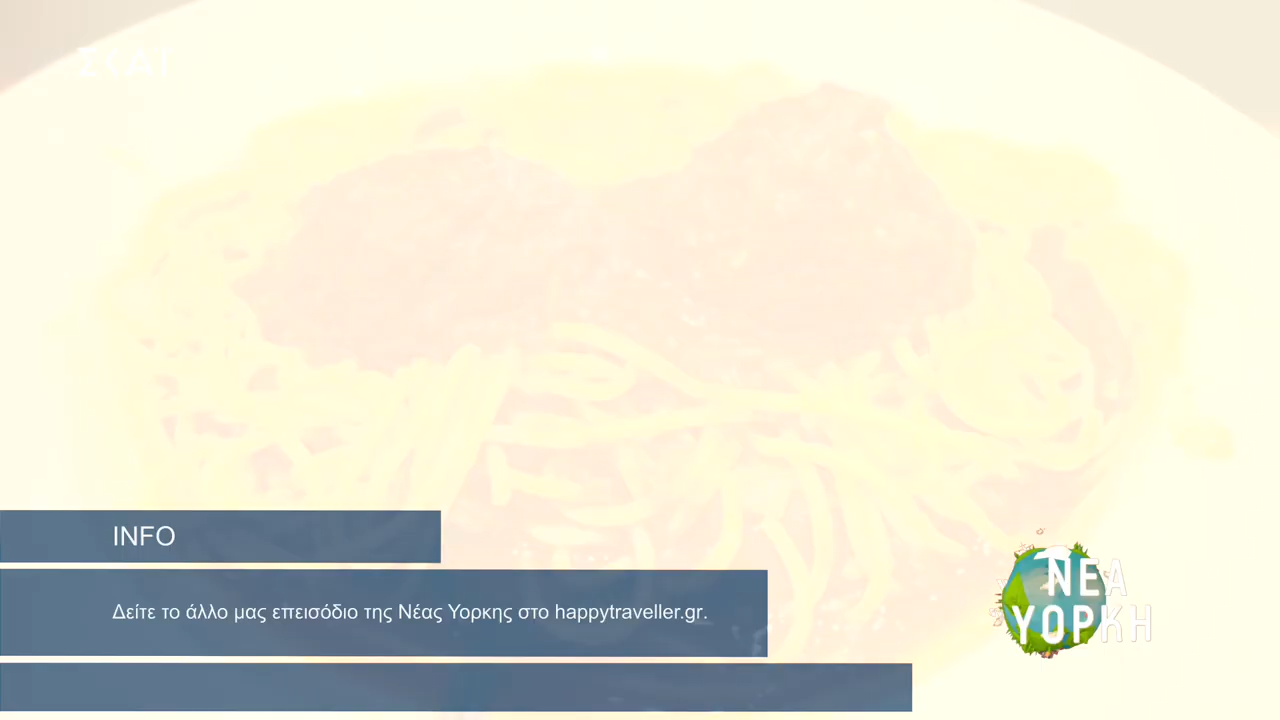 ΣΚΑΪ
INFO
Δείτε το άλλο μας επεισόδιο της Νέας Υορκης στο happytraveller.gr.
ΝΕΑ
ΥΟΡΚΗ